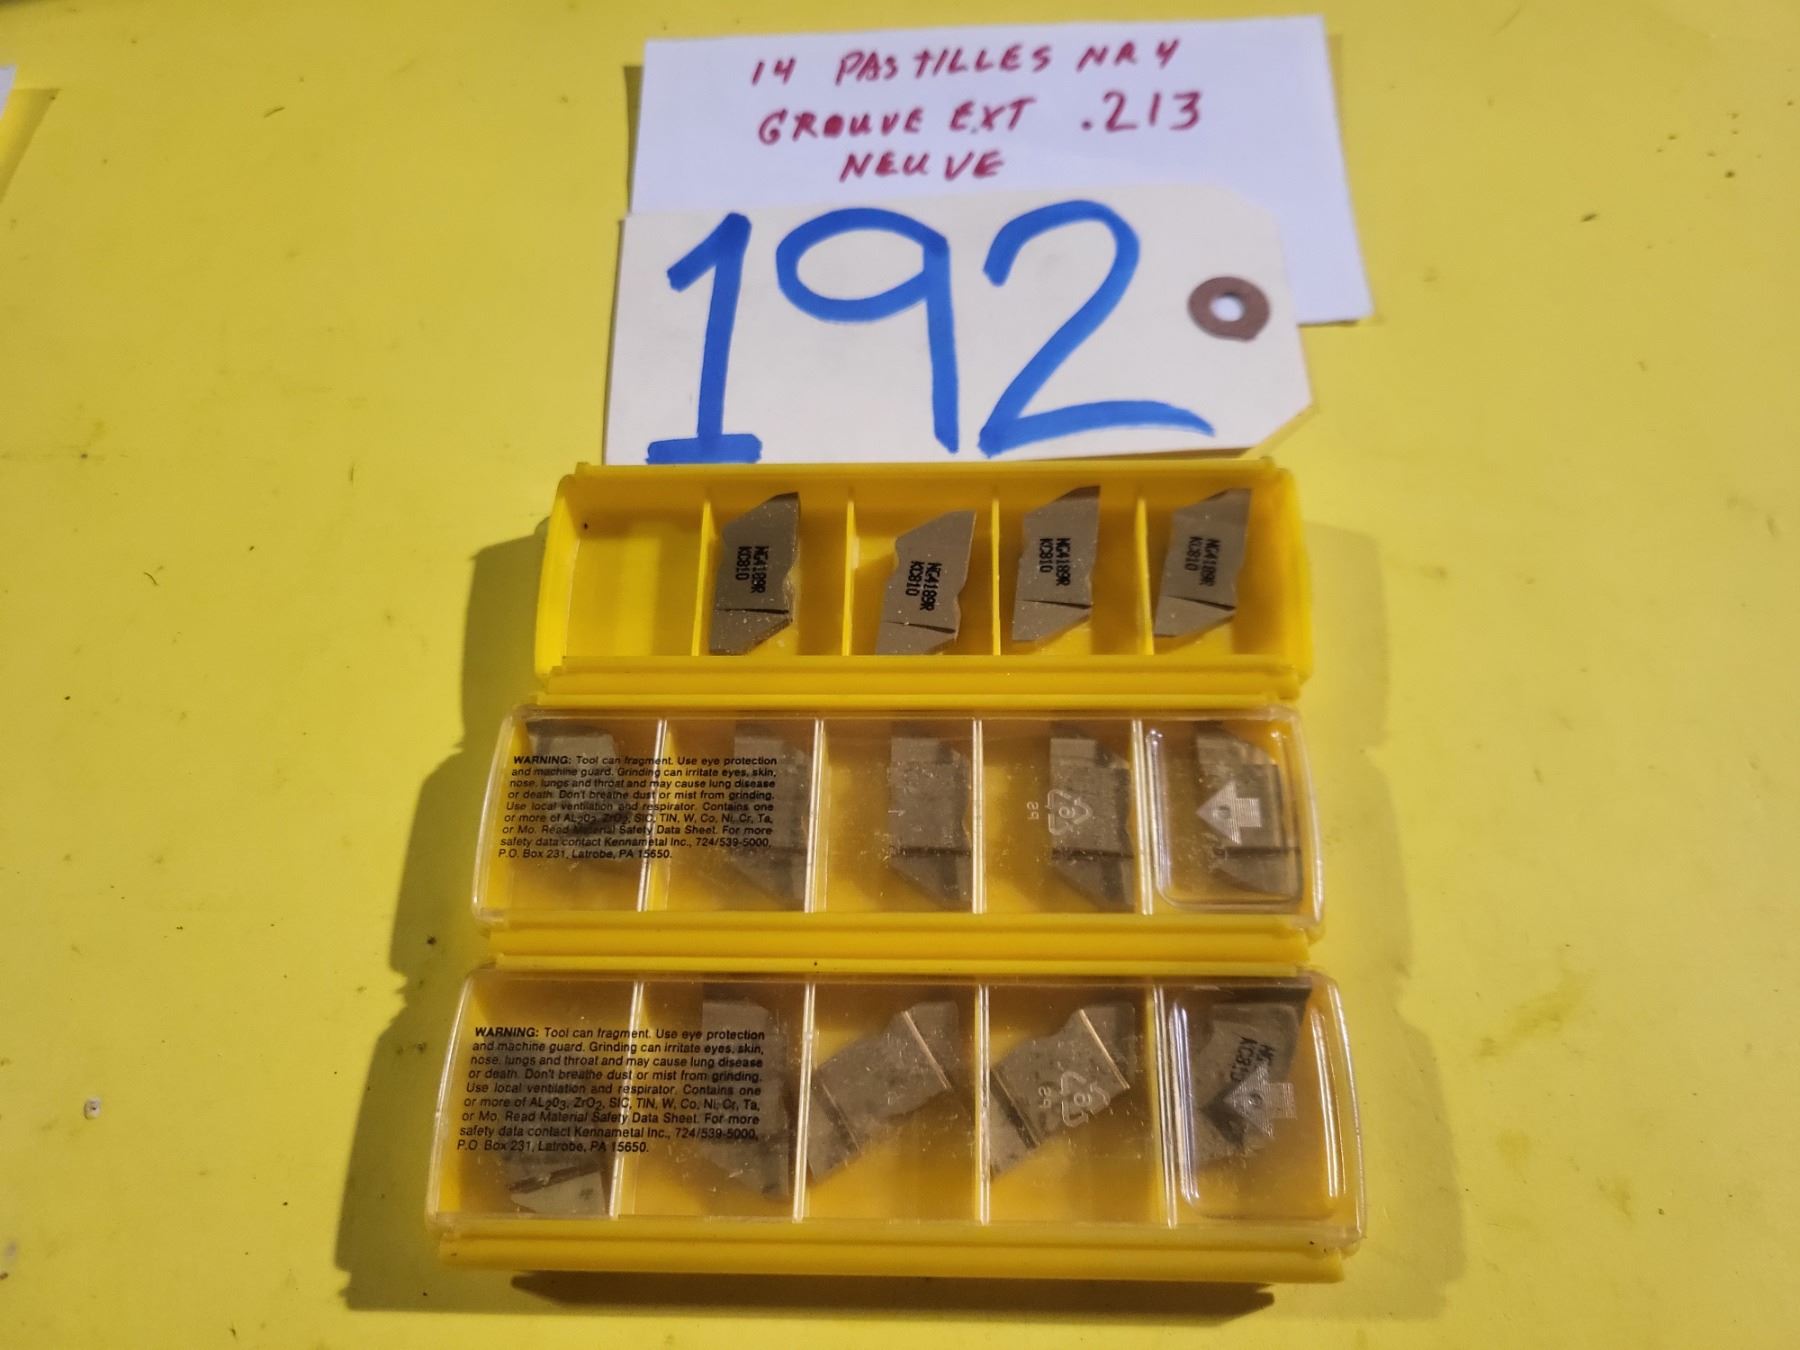 14 PASTILLES NR 4
GROUVE EXT .213
NEUVE
192
NG4189R
KC810
NG4189R
KC810
NG4189R
KC810
NG4189R
KC810
WARNING: Tool can fragment. Use eye protection
and machine guard. Grinding can irritate eyes, skin,
nose, lungs and throat and may cause lung disease
or death. Don't breathe dust or mist from grinding.
Use local ventilation and respirator. Contains one
or more of AL2O3, ZrO2, SIC, TIN, W, Co, Ni, Cr, Ta,
or Mo. Read Material Safety Data Sheet. For more
safety data contact Kennametal Inc., 724/539-5000,
P.O. Box 231, Latrobe, PA 15650.
PS
WARNING: Tool can fragment. Use eye protection
and machine guard. Grinding can irritate eyes, skin,
nose, lungs and throat and may cause lung disease
or death. Don't breathe dust or mist from grinding.
Use local ventilation and respirator. Contains one
or more of AL2O3, ZrO2, SIC, TIN, W, Co, Ni, Cr, Ta,
or Mo. Read Material Safety Data Sheet. For more
safety data contact Kennametal Inc., 724/539-5000,
P.O. Box 231, Latrobe, PA 15650.
PS
KC810